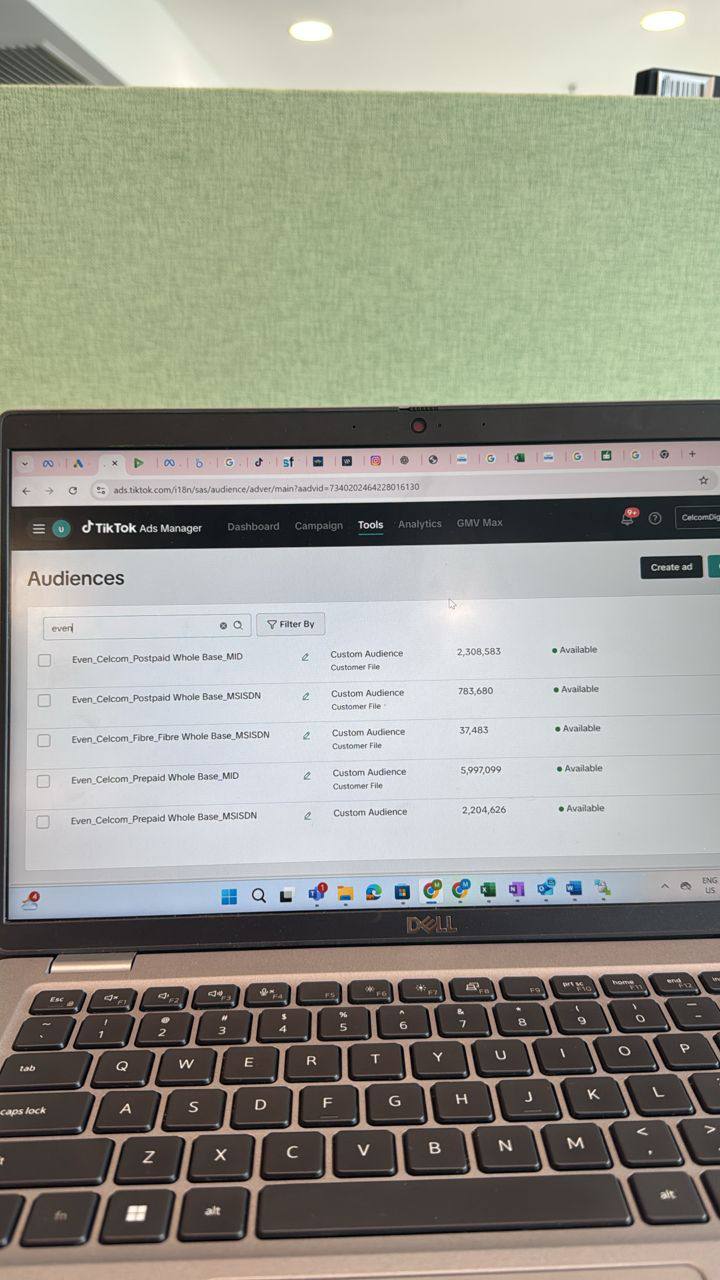 ads.tiktok.com/i18n/sas/audience/adver/main?aadvid=7340202464228016130
TikTok Ads Manager
Dashboard
Campaign
Tools
Analytics
GMV Max
9+
CelcomDig
Audiences
Create ad
even
Filter By
Even_Celcom_Postpaid Whole Base_MID
Custom Audience
Customer File
2,308,583
Available
Even_Celcom_Postpaid Whole Base_MSISDN
Custom Audience
Customer File
783,680
Available
Even_Celcom_Fibre_Fibre Whole Base_MSISDN
Custom Audience
Customer File
37,483
Available
Even_Celcom_Prepaid Whole Base_MID
Custom Audience
Customer File
5,997,099
Available
Even_Celcom_Prepaid Whole Base_MSISDN
Custom Audience
2,204,626
Available
ENG
US
DELL
Esc F1 F2 F3 F4 F5 F6 F7 F8 F9 prt sc F10 home F11 end F12
~ ! 1 @ 2 # 3 $ 4 % 5 ^ 6 & 7 * 8 ( 9 ) 0
tab Q W E R T Y U I O P
caps lock A S D F G H J K L
Z X C V B N M < , >
fn alt alt